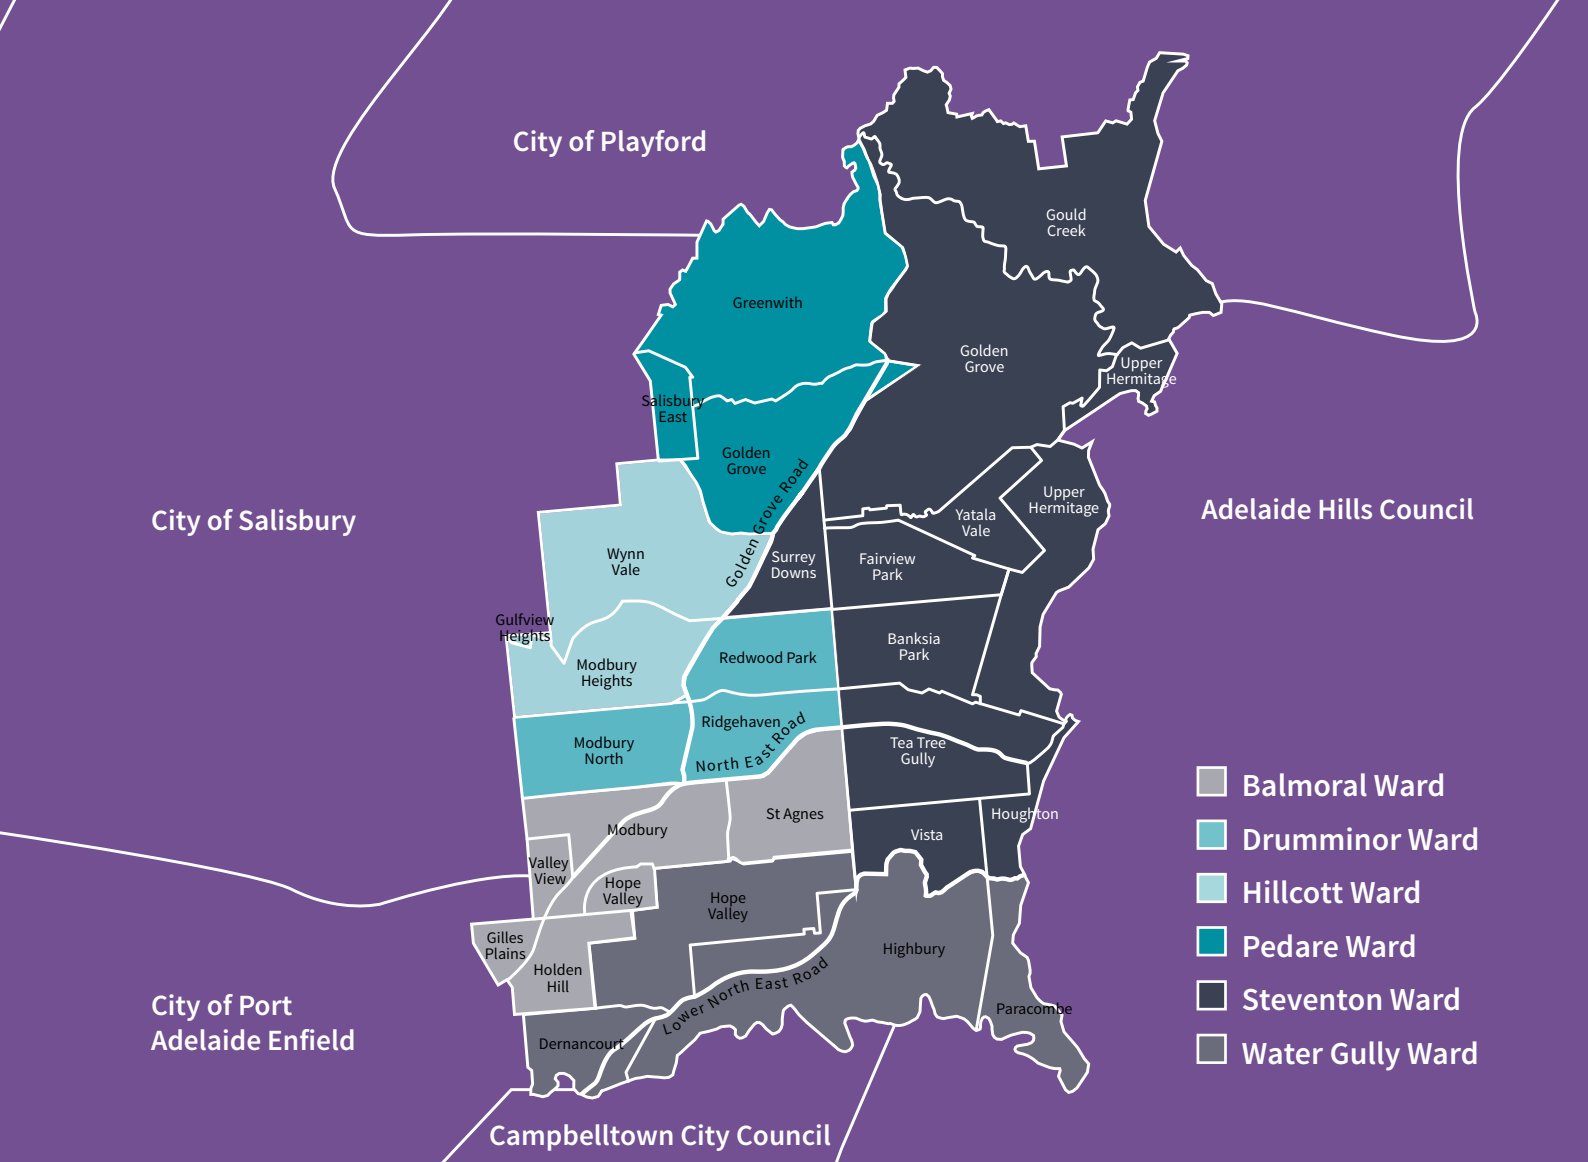 City of Playford
Gould
Creek
Greenwith
Golden
Grove
Upper
Hermitage
Salisbury
East
Golden
Grove
Golden Grove Road
City of Salisbury
Adelaide Hills Council
Upper
Hermitage
Yatala
Vale
Wynn
Vale
Surrey
Downs
Fairview
Park
Gulfview
Heights
Modbury
Heights
Redwood Park
Banksia
Park
Ridgehaven
North East Road
Modbury
North
Tea Tree
Gully
Balmoral Ward
Drumminor Ward
Hillcott Ward
Pedare Ward
Steventon Ward
Water Gully Ward
St Agnes
Houghton
Modbury
Vista
Valley
View
Hope
Valley
Hope
Valley
Gilles
Plains
Holden
Hill
Highbury
Lower North East Road
Paracombe
City of Port
Adelaide Enfield
Dernancourt
Campbelltown City Council